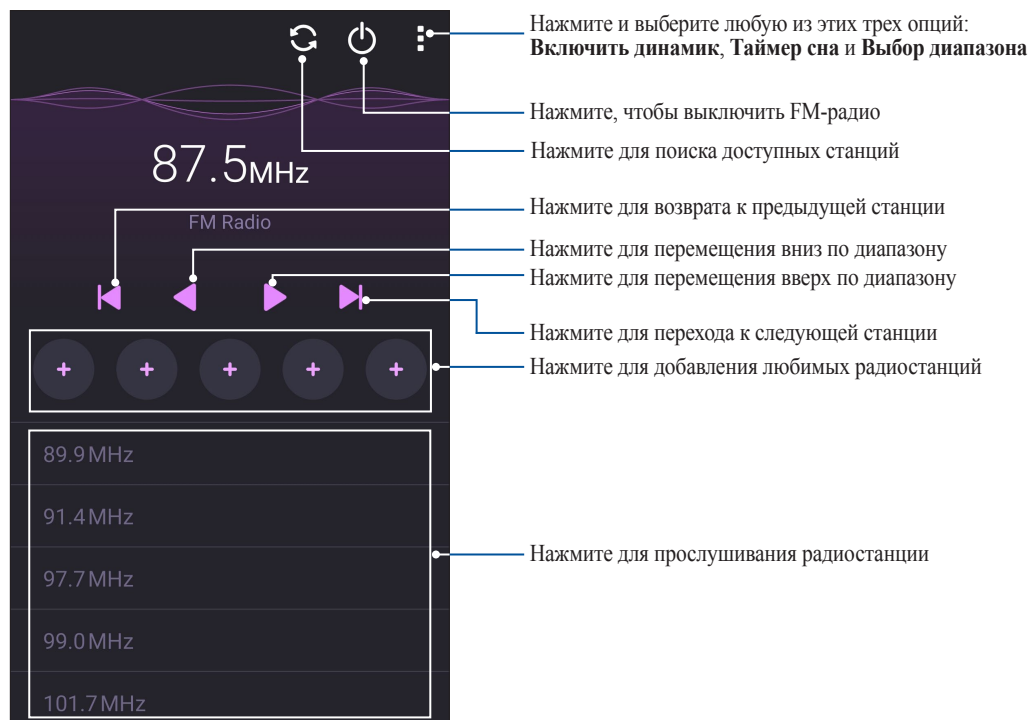 Нажмите и выберите любую из этих трех опций:
Включить динамик, Таймер сна и Выбор диапазона
Нажмите, чтобы выключить FM-радио
Нажмите для поиска доступных станций
87.5MHz
FM Radio
Нажмите для возврата к предыдущей станции
Нажмите для перемещения вниз по диапазону
Нажмите для перемещения вверх по диапазону
Нажмите для перехода к следующей станции
Нажмите для добавления любимых радиостанций
+ + + + +
89.9MHz
91.4MHz
Нажмите для прослушивания радиостанции
97.7MHz
99.0MHz
101.7MHz